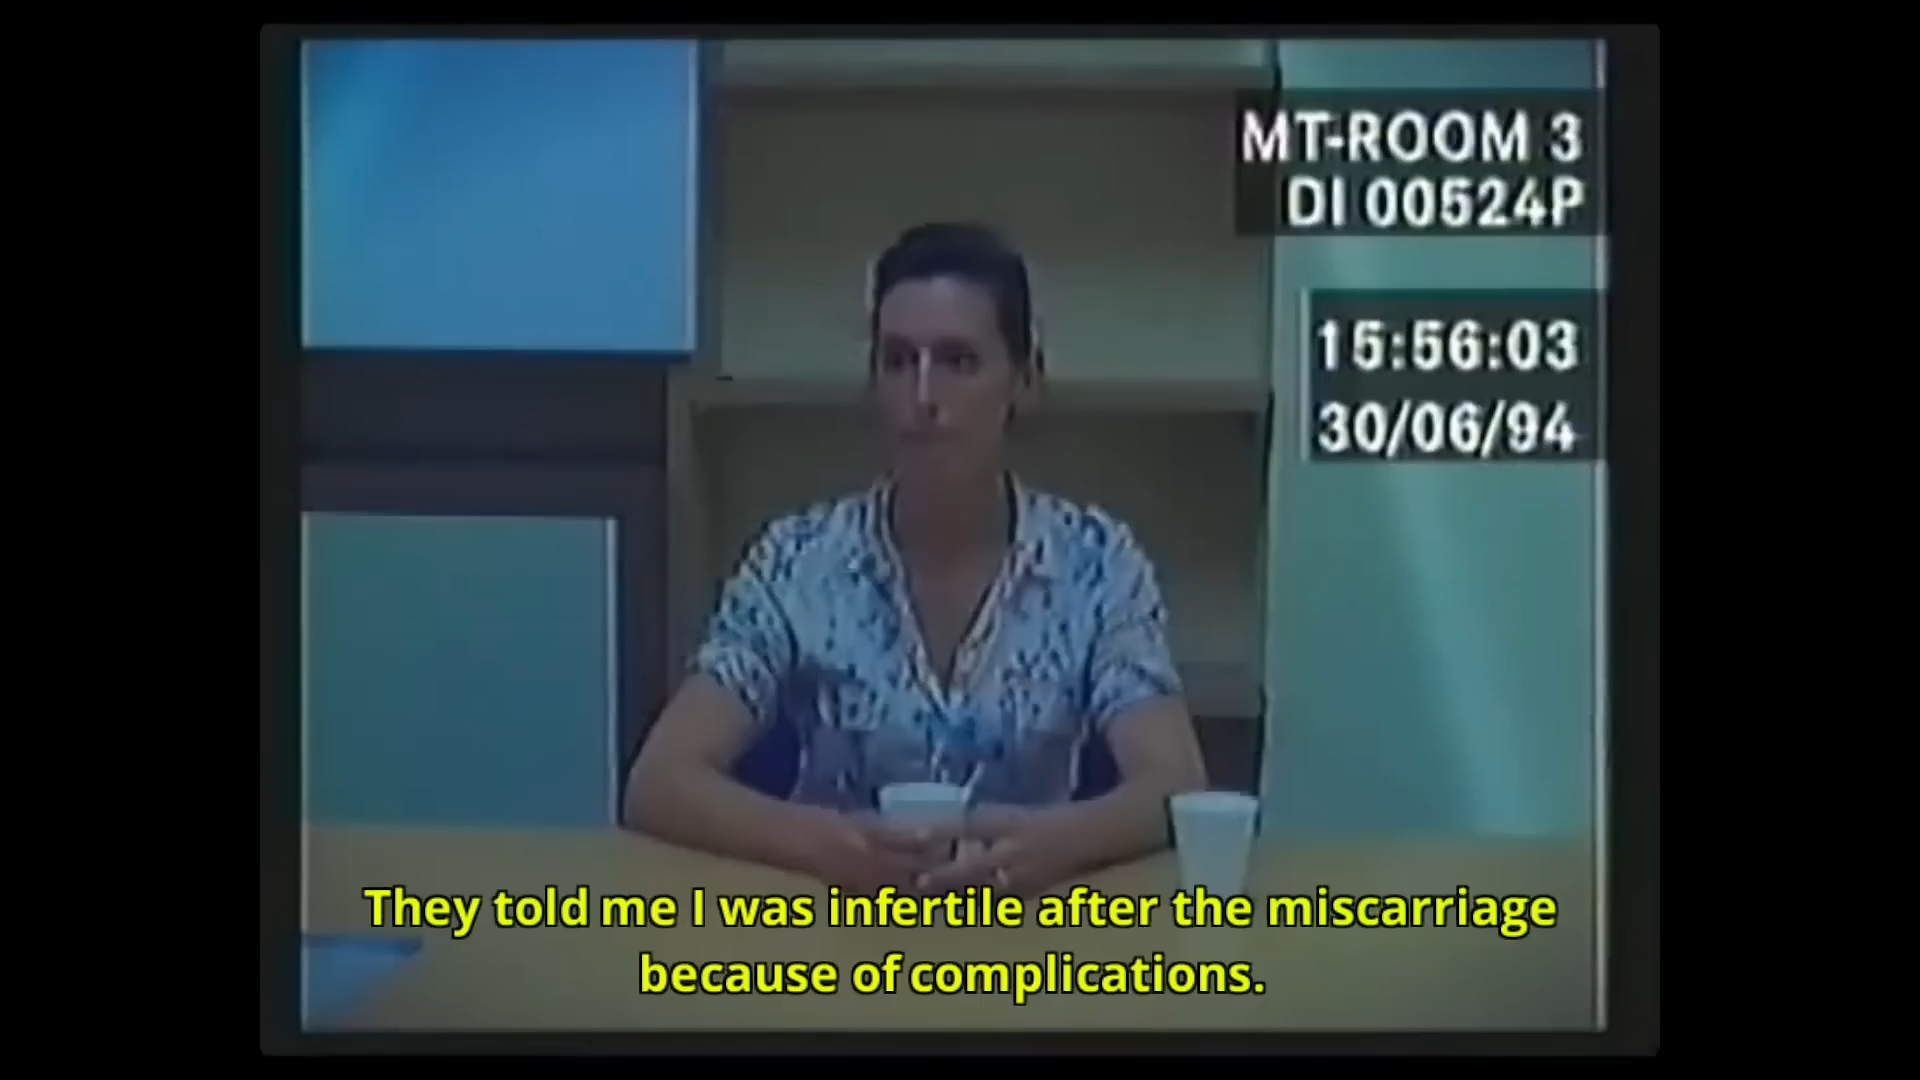 MT-ROOM 3
DI 00524P
15:56:03
30/06/94
They told me I was infertile after the miscarriage
because of complications.